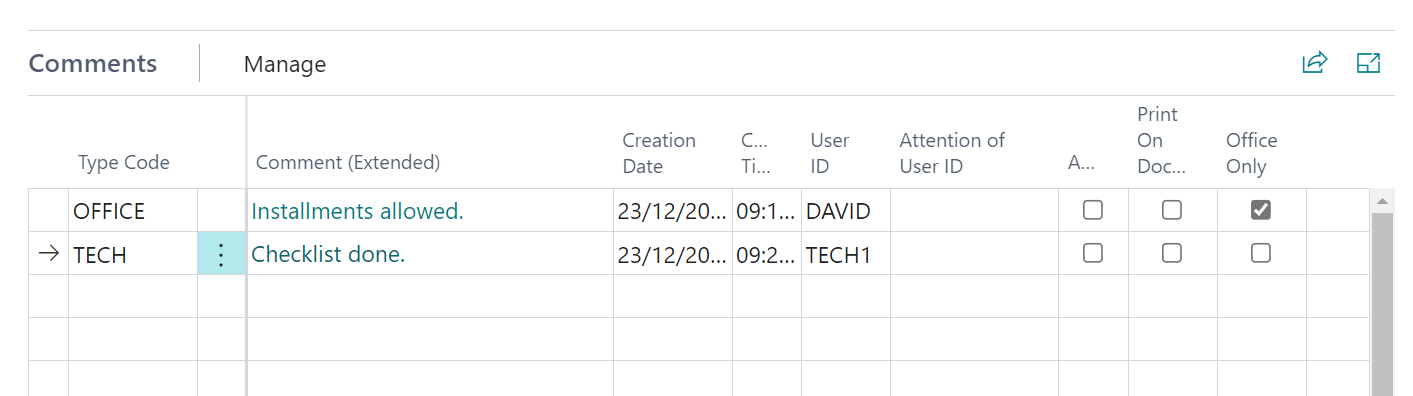 Comments Manage
Type Code Comment (Extended) Creation Date C... Ti... User ID Attention of User ID A... Print On Doc... Office Only
OFFICE Installments allowed. 23/12/20... 09:1... DAVID
TECH Checklist done. 23/12/20... 09:2... TECH1